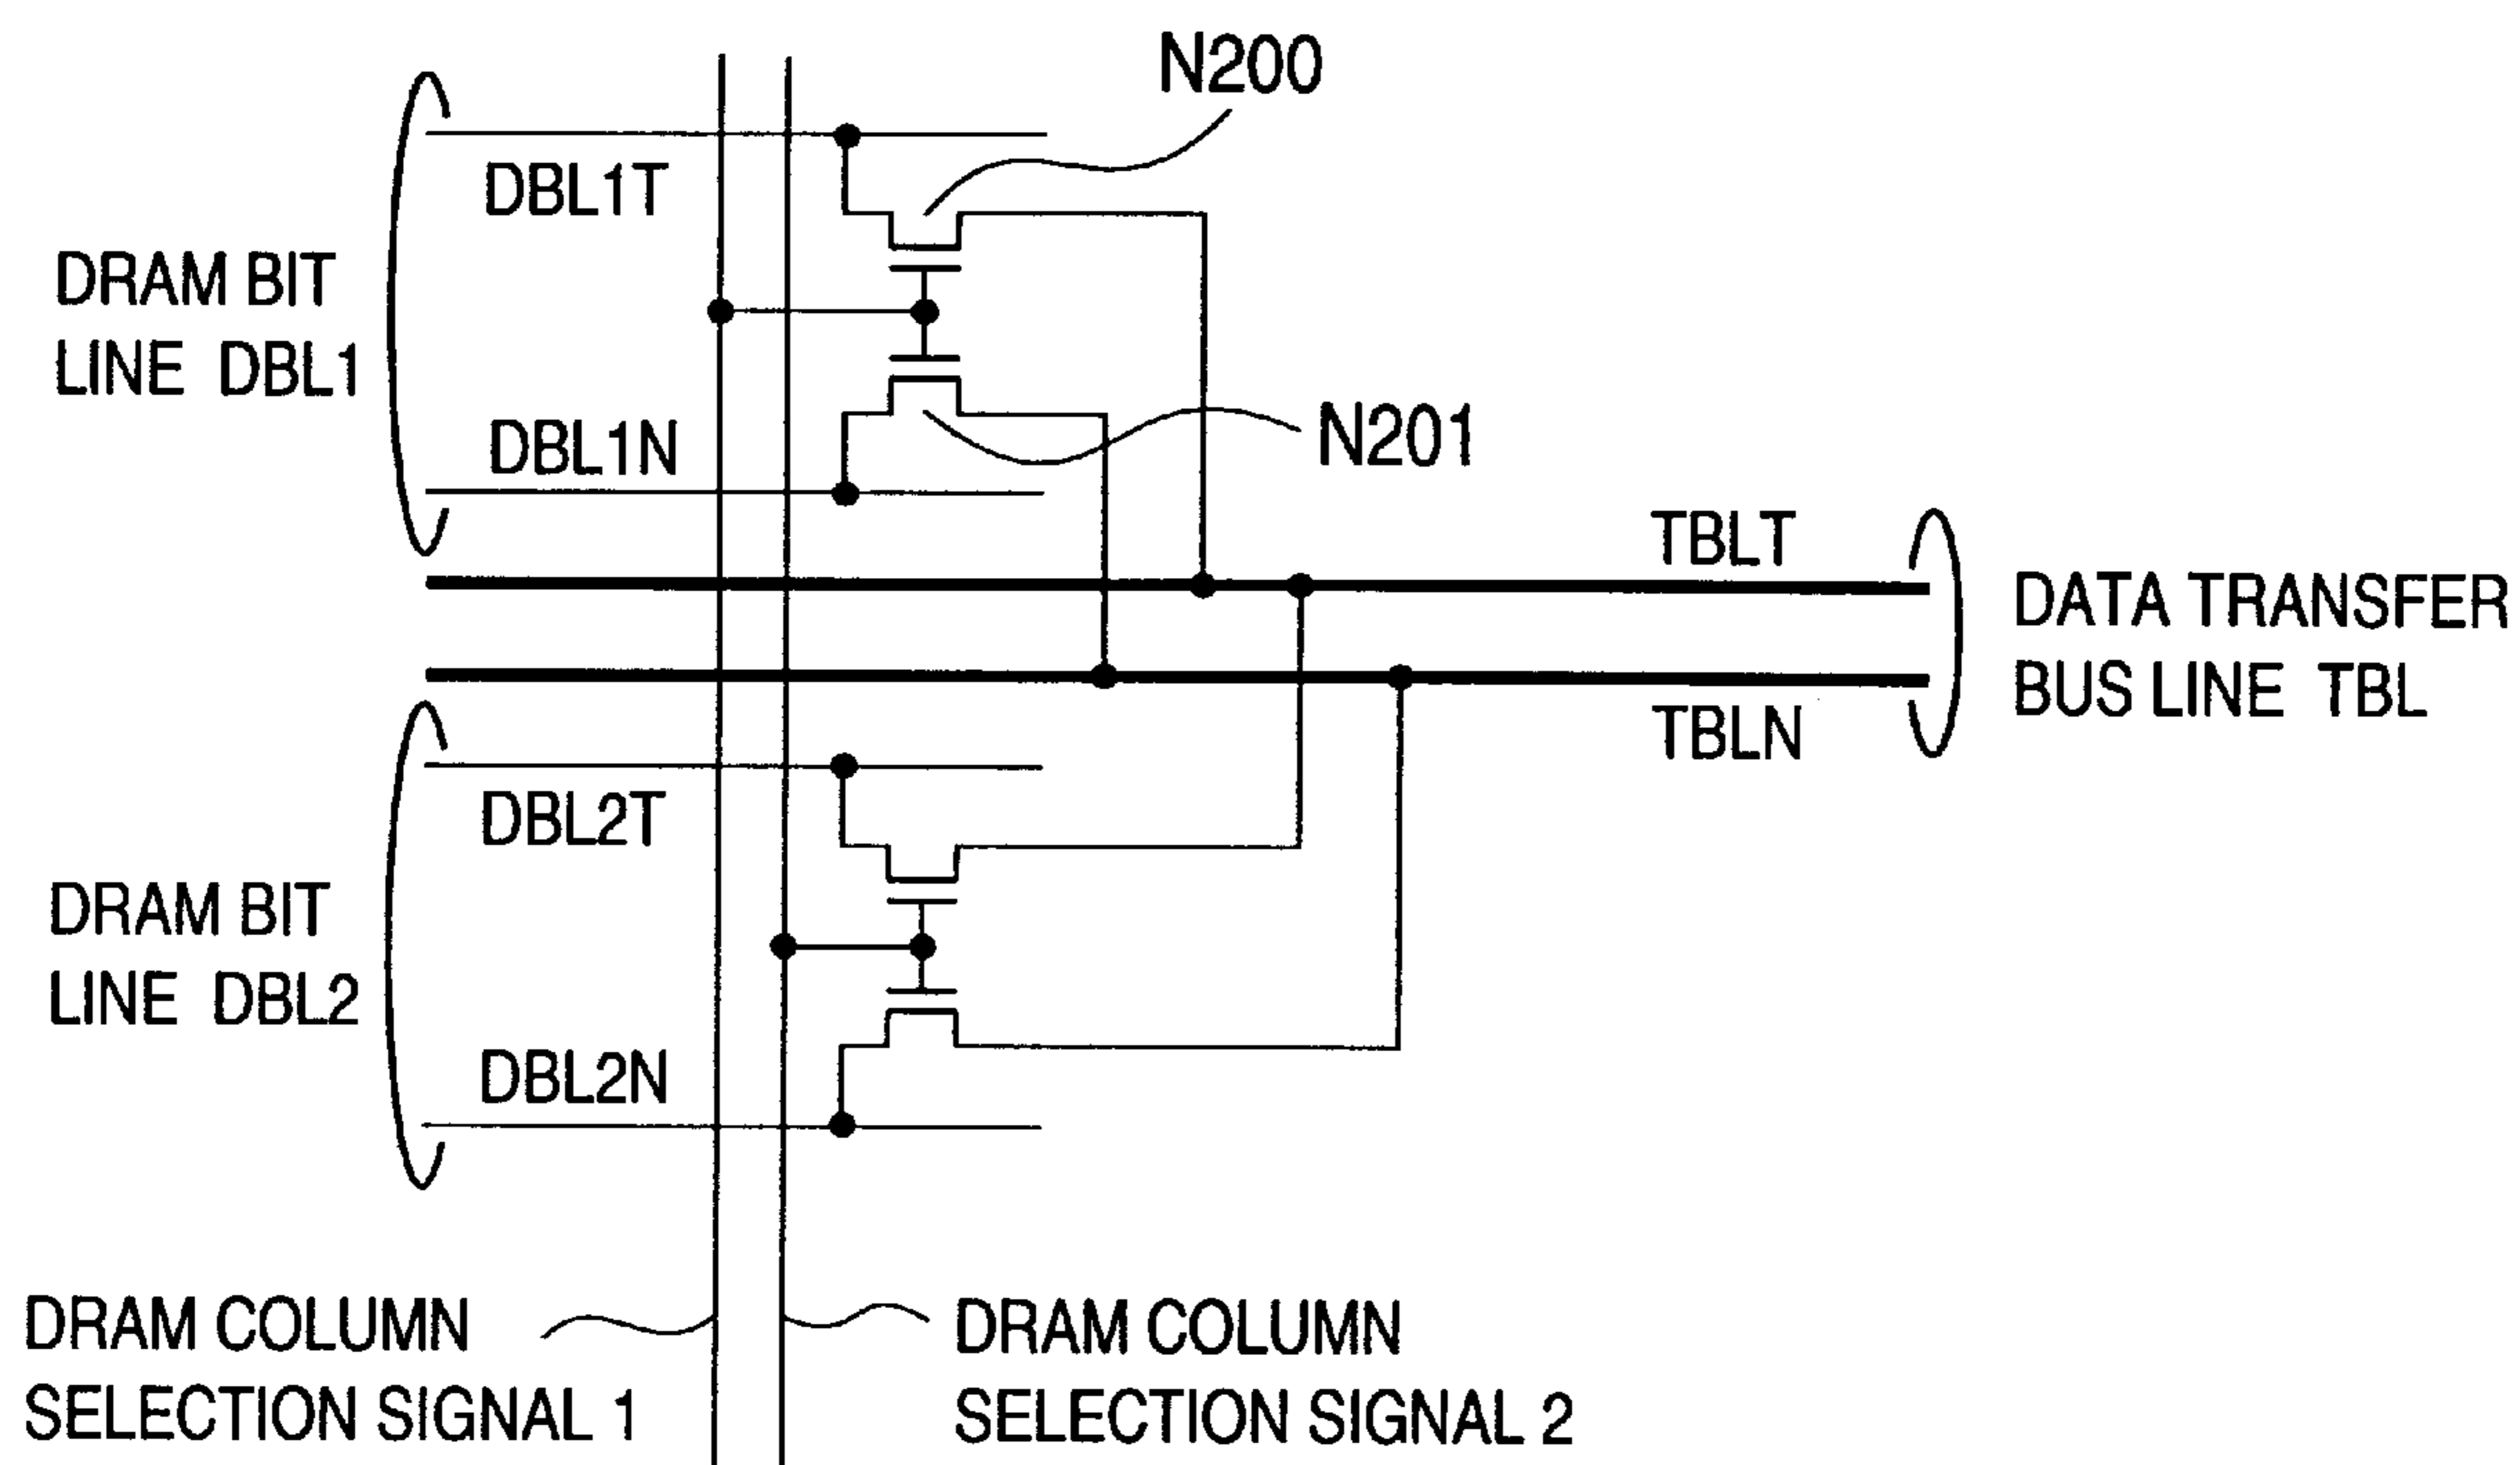 N200
DBL1T
DRAM BIT
LINE DBL1
DBL1N
N201
TBLT
DATA TRANSFER
BUS LINE TBL
TBLN
DBL2T
DRAM BIT
LINE DBL2
DBL2N
DRAM COLUMN
SELECTION SIGNAL 1
DRAM COLUMN
SELECTION SIGNAL 2